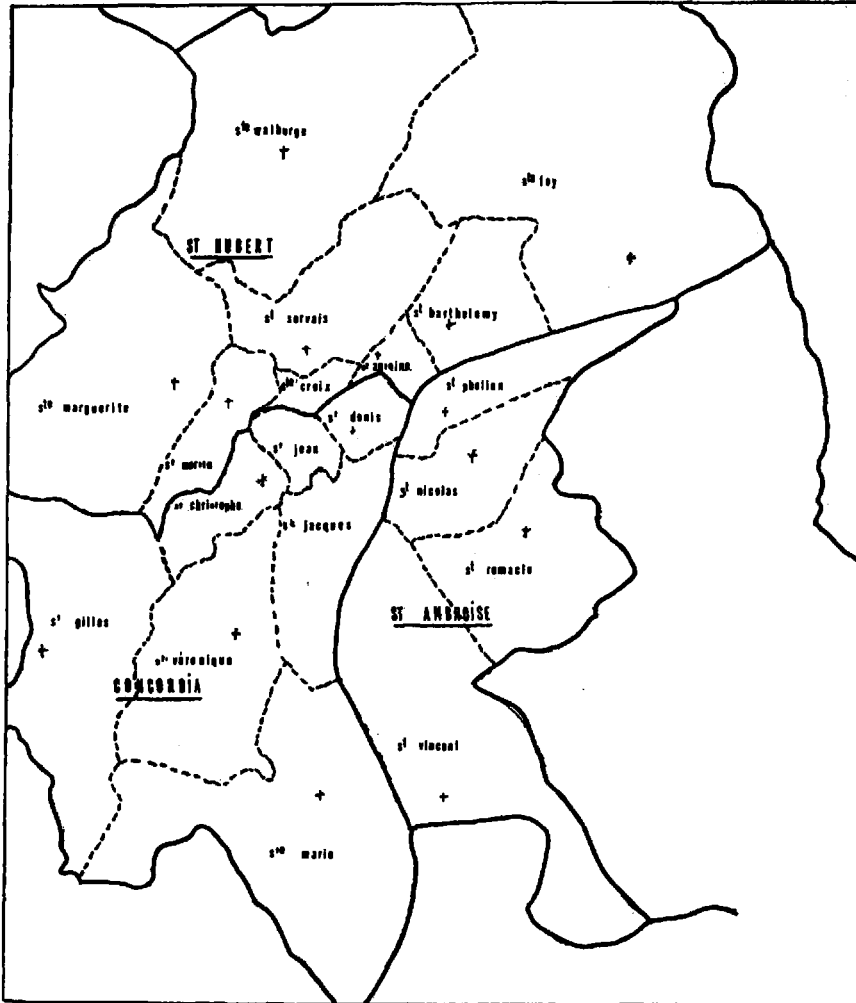 ste walburge
ste foy
ST HUBERT
st servais
st barthelemy
st antoine
ste croix
st pholien
ste marguerite
st denis
st martin
st jean
st christophe
st nicolas
st jacques
st remacle
st gilles
ST AMBROISE
ste véronique
CONCORDIA
st vincent
ste marie